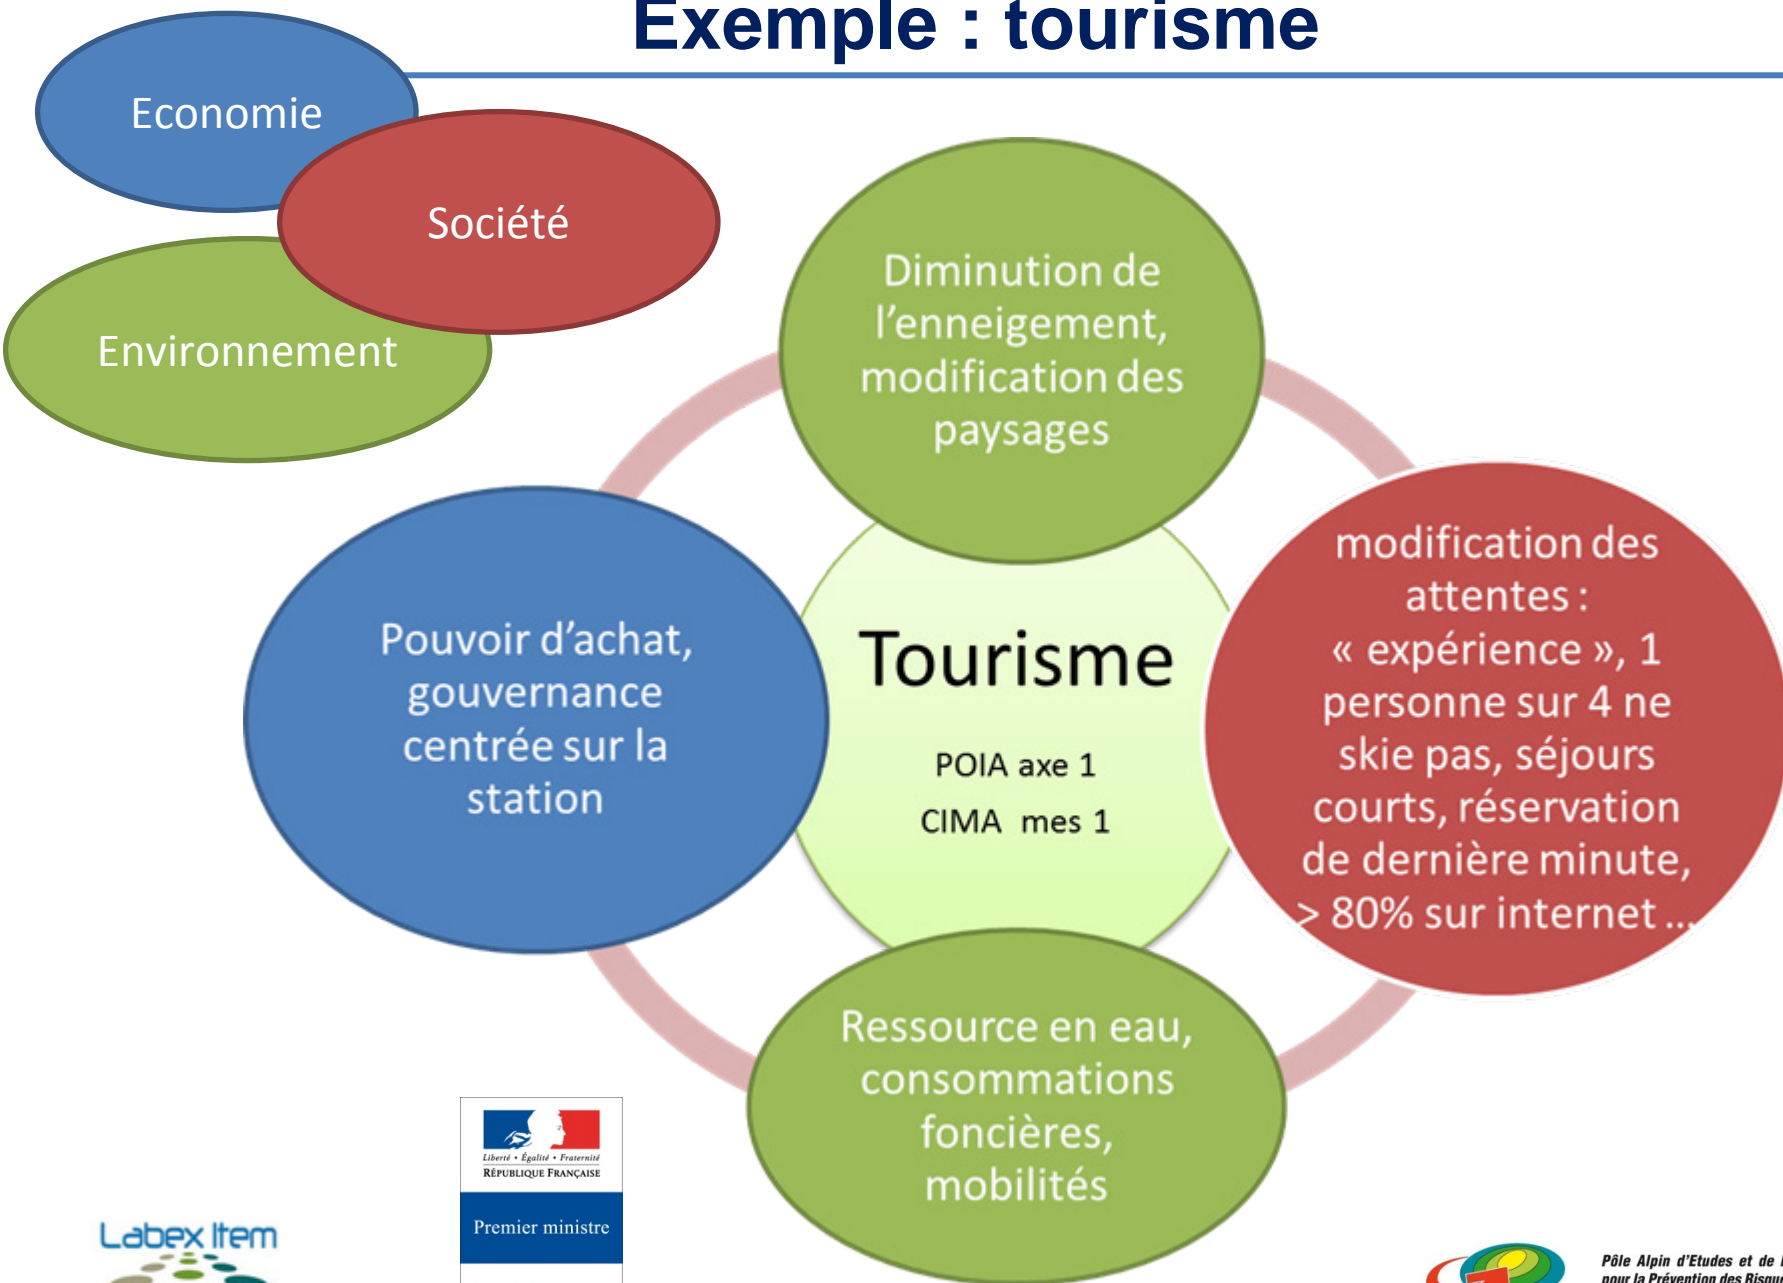 Exemple : tourisme
Economie
Société
Environnement
Diminution de
l'enneigement,
modification des
paysages
Pouvoir d'achat,
gouvernance
centrée sur la
station
Tourisme
POIA axe 1
CIMA mes 1
modification des
attentes :
« expérience », 1
personne sur 4 ne
skie pas, séjours
courts, réservation
de dernière minute,
> 80% sur internet ...
Ressource en eau,
consommations
foncières,
mobilités
Labex Item
Liberté • Égalité • Fraternité
RÉPUBLIQUE FRANÇAISE
Premier ministre
Pôle Alpin d'Etudes et de
pour la Prévention des